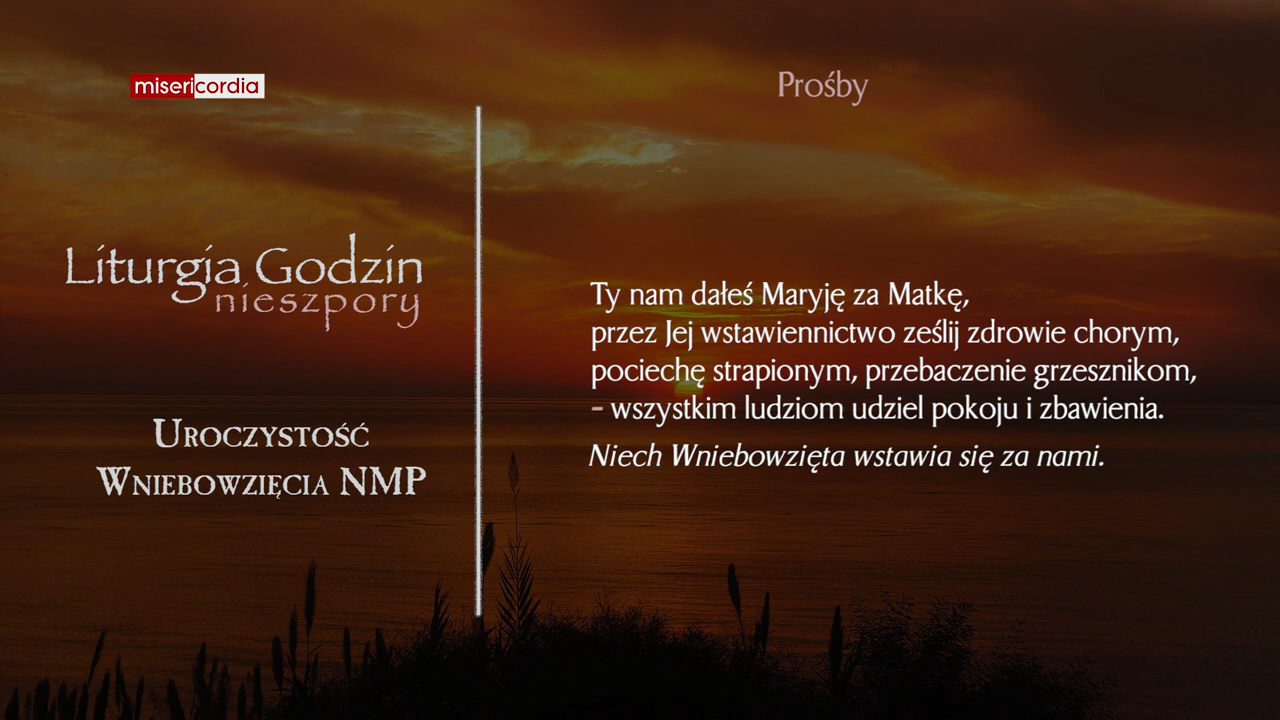 misericordia
Liturgia Godzin
nieszpory
Uroczystość
Wniebowzięcia NMP
Prośby
Ty nam dałeś Maryję za Matkę,
przez Jej wstawiennictwo ześlij zdrowie chorym,
pociechę strapionym, przebaczenie grzesznikom,
- wszystkim ludziom udziel pokoju i zbawienia.
Niech Wniebowzięta wstawia się za nami.